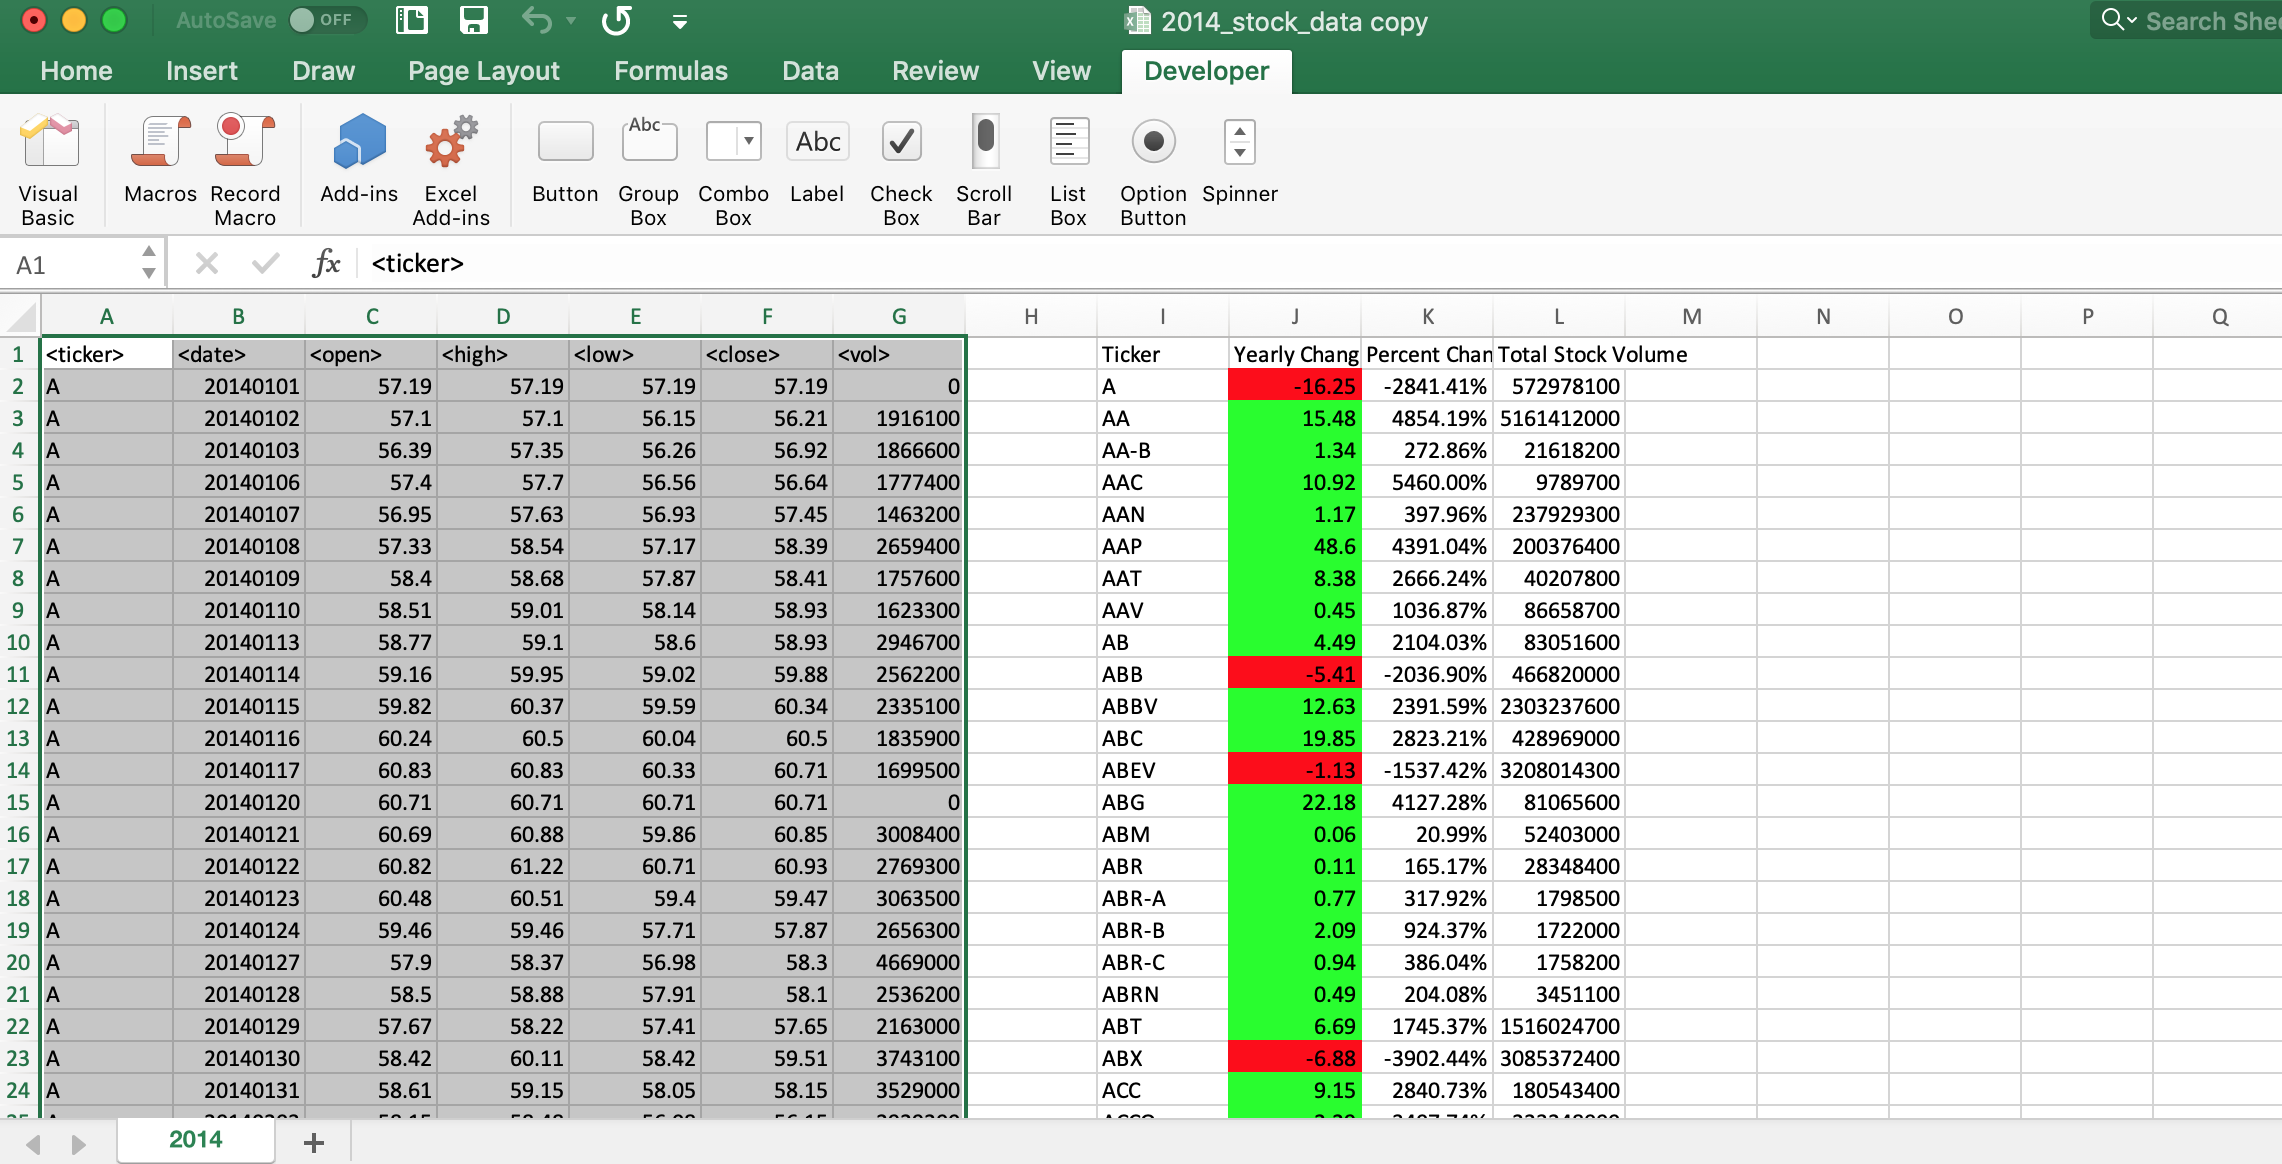 AutoSave OFF 2014_stock_data copy Search She
Home Insert Draw Page Layout Formulas Data Review View Developer
Abc Abc
Visual Basic Macros Record Macro Add-ins Excel Add-ins Button Group Box Combo Box Label Check Box Scroll Bar List Box Option Button Spinner
A1 fx <ticker>
A B C D E F G H I J K L M N O P Q
1 <ticker> <date> <open> <high> <low> <close> <vol> Ticker Yearly Chang Percent Chan Total Stock Volume
2 A 20140101 57.19 57.19 57.19 57.19 0 A -16.25 -2841.41% 572978100
3 A 20140102 57.1 57.1 56.15 56.21 1916100 AA 15.48 4854.19% 5161412000
4 A 20140103 56.39 57.35 56.26 56.92 1866600 AA-B 1.34 272.86% 21618200
5 A 20140106 57.4 57.7 56.56 56.64 1777400 AAC 10.92 5460.00% 9789700
6 A 20140107 56.95 57.63 56.93 57.45 1463200 AAN 1.17 397.96% 237929300
7 A 20140108 57.33 58.54 57.17 58.39 2659400 AAP 48.6 4391.04% 200376400
8 A 20140109 58.4 58.68 57.87 58.41 1757600 AAT 8.38 2666.24% 40207800
9 A 20140110 58.51 59.01 58.14 58.93 1623300 AAV 0.45 1036.87% 86658700
10 A 20140113 58.77 59.1 58.6 58.93 2946700 AB 4.49 2104.03% 83051600
11 A 20140114 59.16 59.95 59.02 59.88 2562200 ABB -5.41 -2036.90% 466820000
12 A 20140115 59.82 60.37 59.59 60.34 2335100 ABBV 12.63 2391.59% 2303237600
13 A 20140116 60.24 60.5 60.04 60.5 1835900 ABC 19.85 2823.21% 428969000
14 A 20140117 60.83 60.83 60.33 60.71 1699500 ABEV -1.13 -1537.42% 3208014300
15 A 20140120 60.71 60.71 60.71 60.71 0 ABG 22.18 4127.28% 81065600
16 A 20140121 60.69 60.88 59.86 60.85 3008400 ABM 0.06 20.99% 52403000
17 A 20140122 60.82 61.22 60.71 60.93 2769300 ABR 0.11 165.17% 28348400
18 A 20140123 60.48 60.51 59.4 59.47 3063500 ABR-A 0.77 317.92% 1798500
19 A 20140124 59.46 59.46 57.71 57.87 2656300 ABR-B 2.09 924.37% 1722000
20 A 20140127 57.9 58.37 56.98 58.3 4669000 ABR-C 0.94 386.04% 1758200
21 A 20140128 58.5 58.88 57.91 58.1 2536200 ABRN 0.49 204.08% 3451100
22 A 20140129 57.67 58.22 57.41 57.65 2163000 ABT 6.69 1745.37% 1516024700
23 A 20140130 58.42 60.11 58.42 59.51 3743100 ABX -6.88 -3902.44% 3085372400
24 A 20140131 58.61 59.15 58.05 58.15 3529000 ACC 9.15 2840.73% 180543400
2014 +